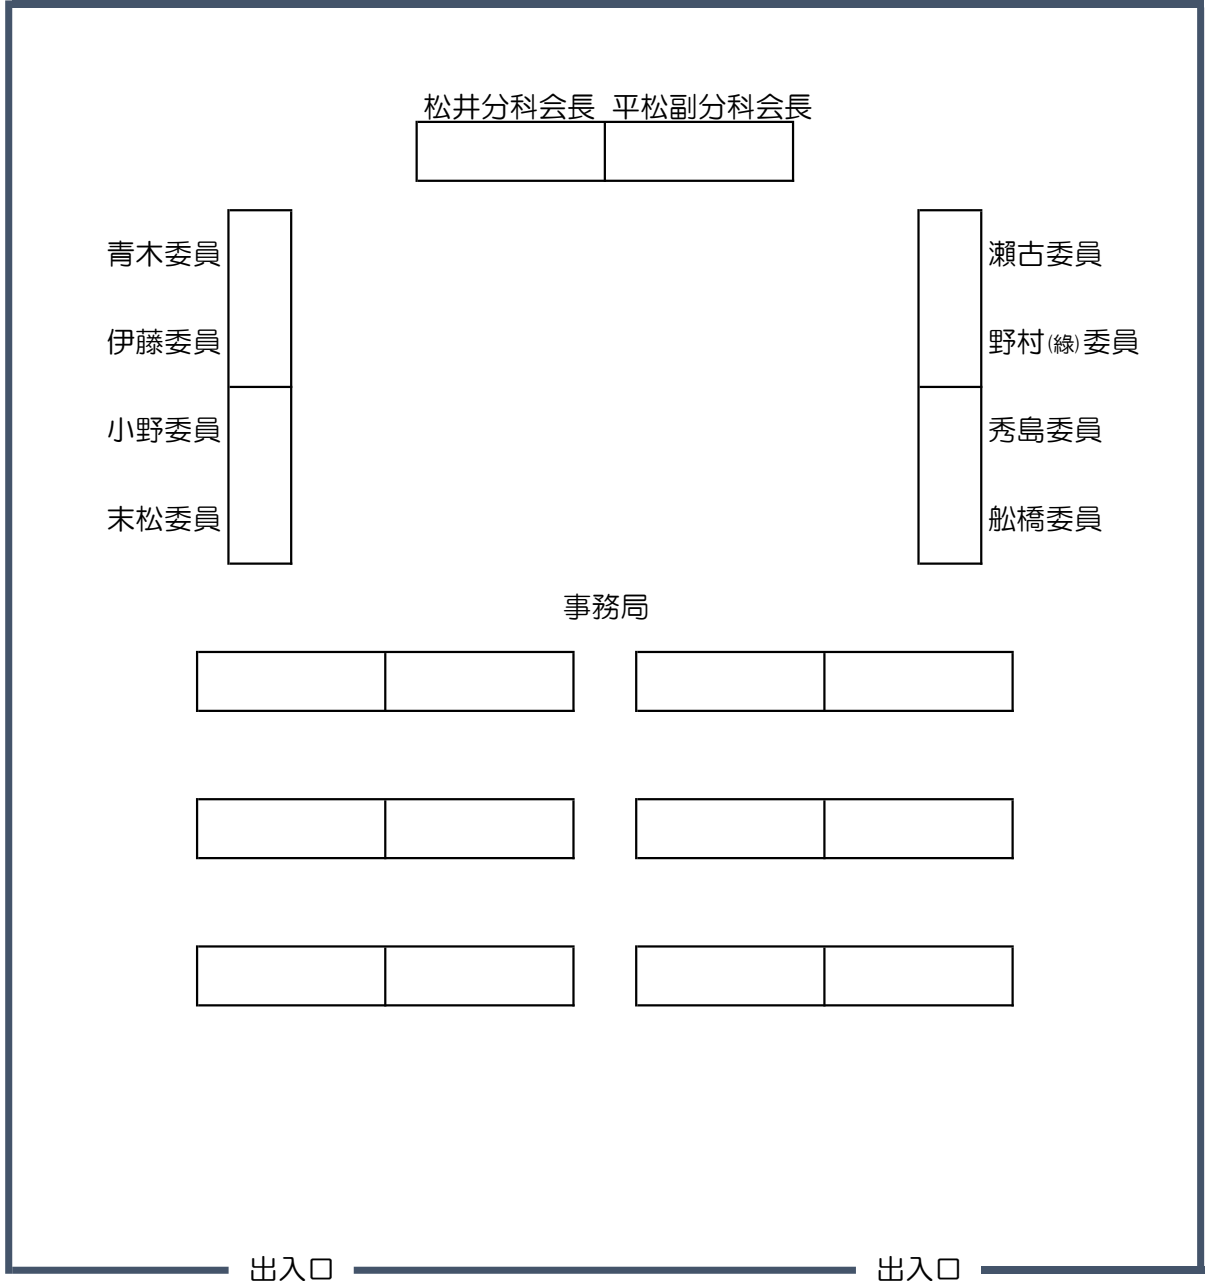 松井分科会長 平松副分科会長
青木委員 瀬古委員
伊藤委員 野村(綠)委員
小野委員 秀島委員
末松委員 舩橋委員
事務局
出入口 出入口